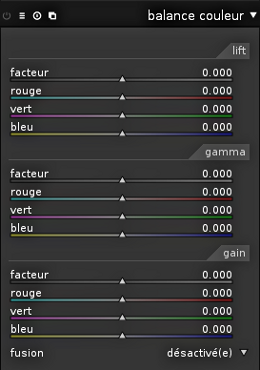 balance couleur
lift
facteur 0.000
rouge 0.000
vert 0.000
bleu 0.000
gamma
facteur 0.000
rouge 0.000
vert 0.000
bleu 0.000
gain
facteur 0.000
rouge 0.000
vert 0.000
bleu 0.000
fusion désactivé(e)